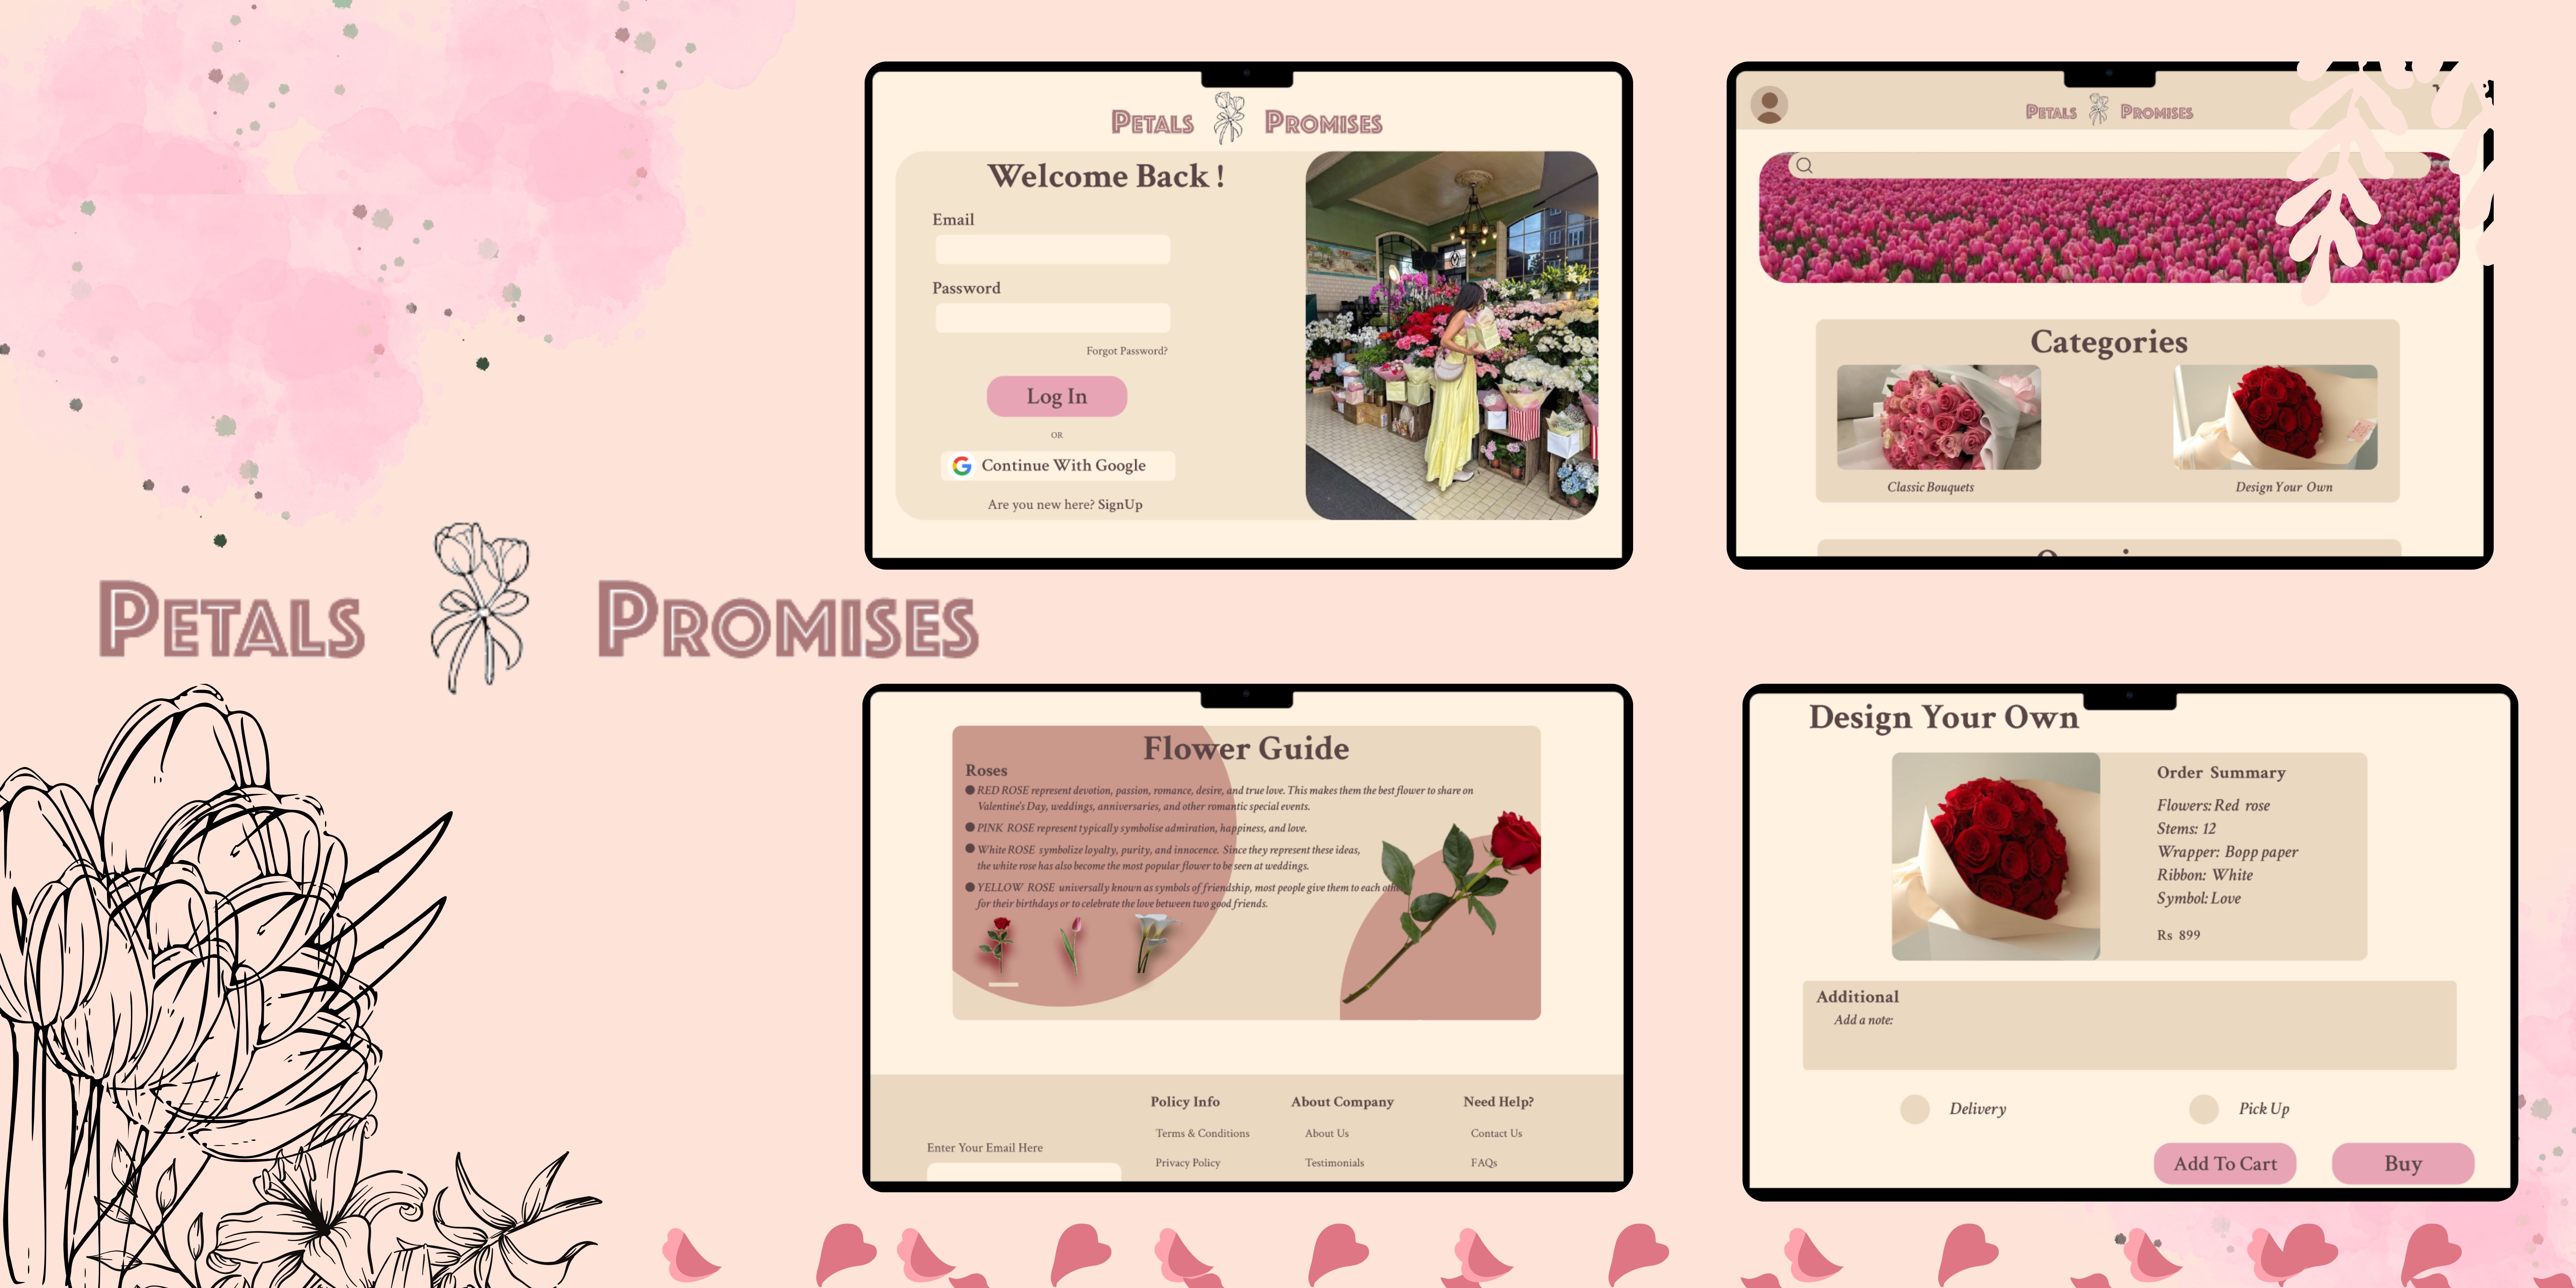 PETALS PROMISES
PETALS PROMISES
Welcome Back !
Email
Password
Forgot Password?
Log In
OR
Continue With Google
Are you new here? SignUp
PETALS PROMISES
Categories
Classic Bouquets
Design Your Own
Flower Guide
Roses
RED ROSE represent devotion, passion, romance, desire, and true love. This makes them the best flower to share on
Valentine's Day, weddings, anniversaries, and other romantic special events.
PINK ROSE represent typically symbolise admiration, happiness, and love.
White ROSE symbolize loyalty, purity, and innocence. Since they represent these ideas,
the white rose has also become the most popular flower to be seen at weddings.
YELLOW ROSE universally known as symbols of friendship, most people give them to each other
for their birthdays or to celebrate the love between two good friends.
Enter Your Email Here
Policy Info
Terms & Conditions
Privacy Policy
About Company
About Us
Testimonials
Need Help?
Contact Us
FAQs
Design Your Own
Order Summary
Flowers: Red rose
Stems: 12
Wrapper: Bopp paper
Ribbon: White
Symbol: Love
Rs 899
Additional
Add a note:
Delivery
Pick Up
Add To Cart
Buy